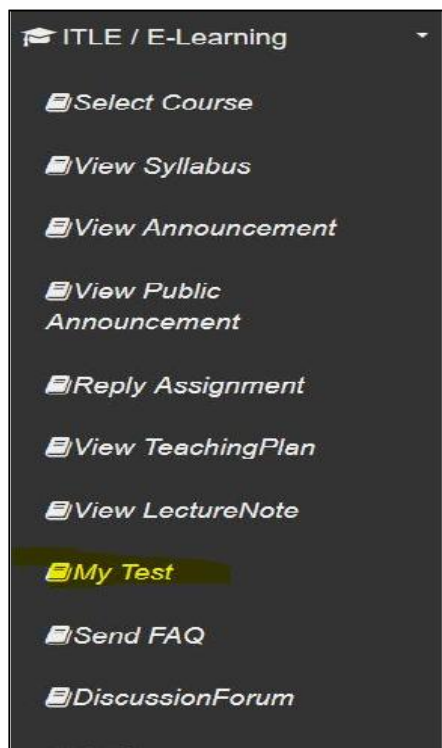 ITLE / E-Learning
Select Course
View Syllabus
View Announcement
View Public
Announcement
Reply Assignment
View TeachingPlan
View LectureNote
My Test
Send FAQ
DiscussionForum